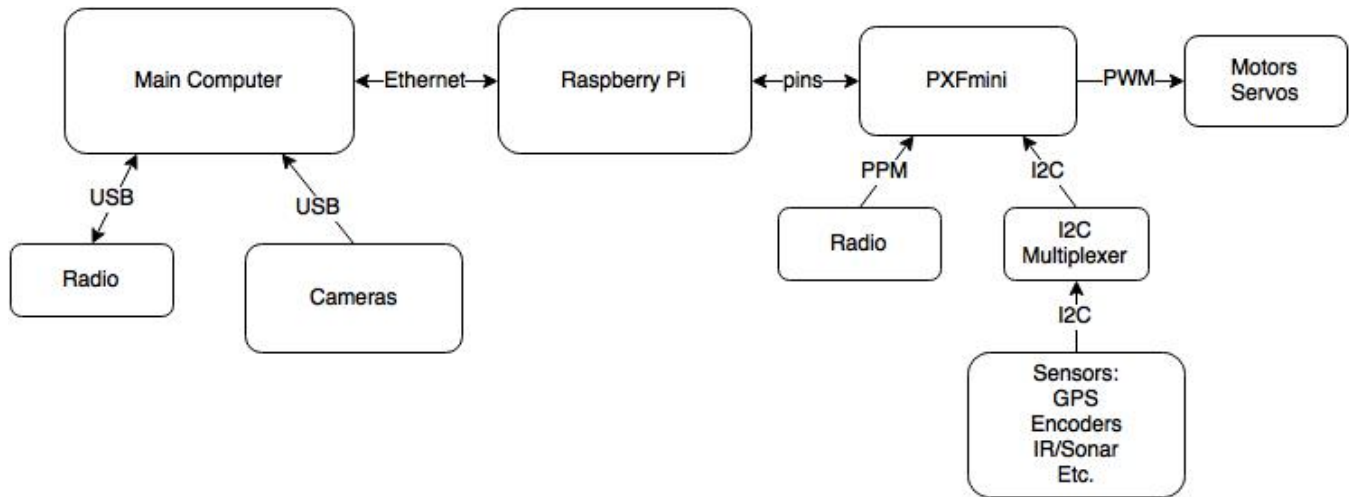 Main Computer
Ethernet
Raspberry Pi
pins
PXFmini
PWM
Motors
Servos
USB
USB
PPM
I2C
Radio
Cameras
Radio
I2C
Multiplexer
I2C
Sensors:
GPS
Encoders
IR/Sonar
Etc.